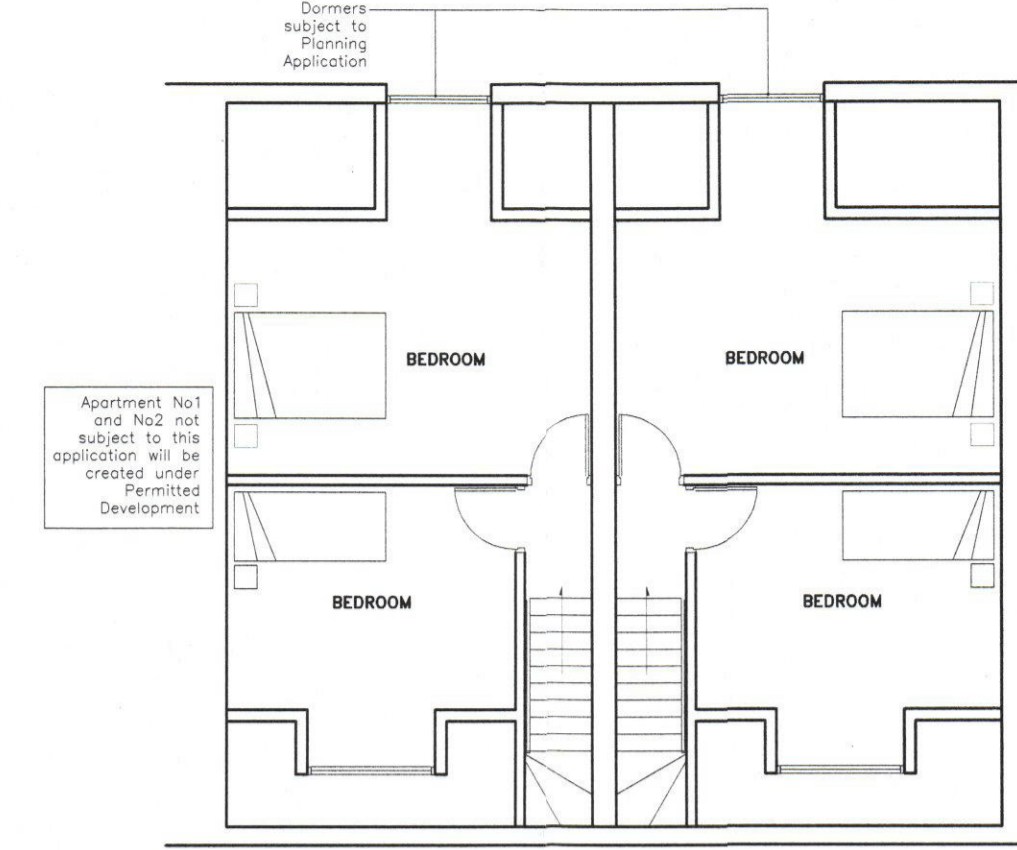 Dormers
subject to
Planning
Application
BEDROOM
BEDROOM
Apartment No1
and No2 not
subject to this
application will be
created under
Permitted
Development
BEDROOM
BEDROOM